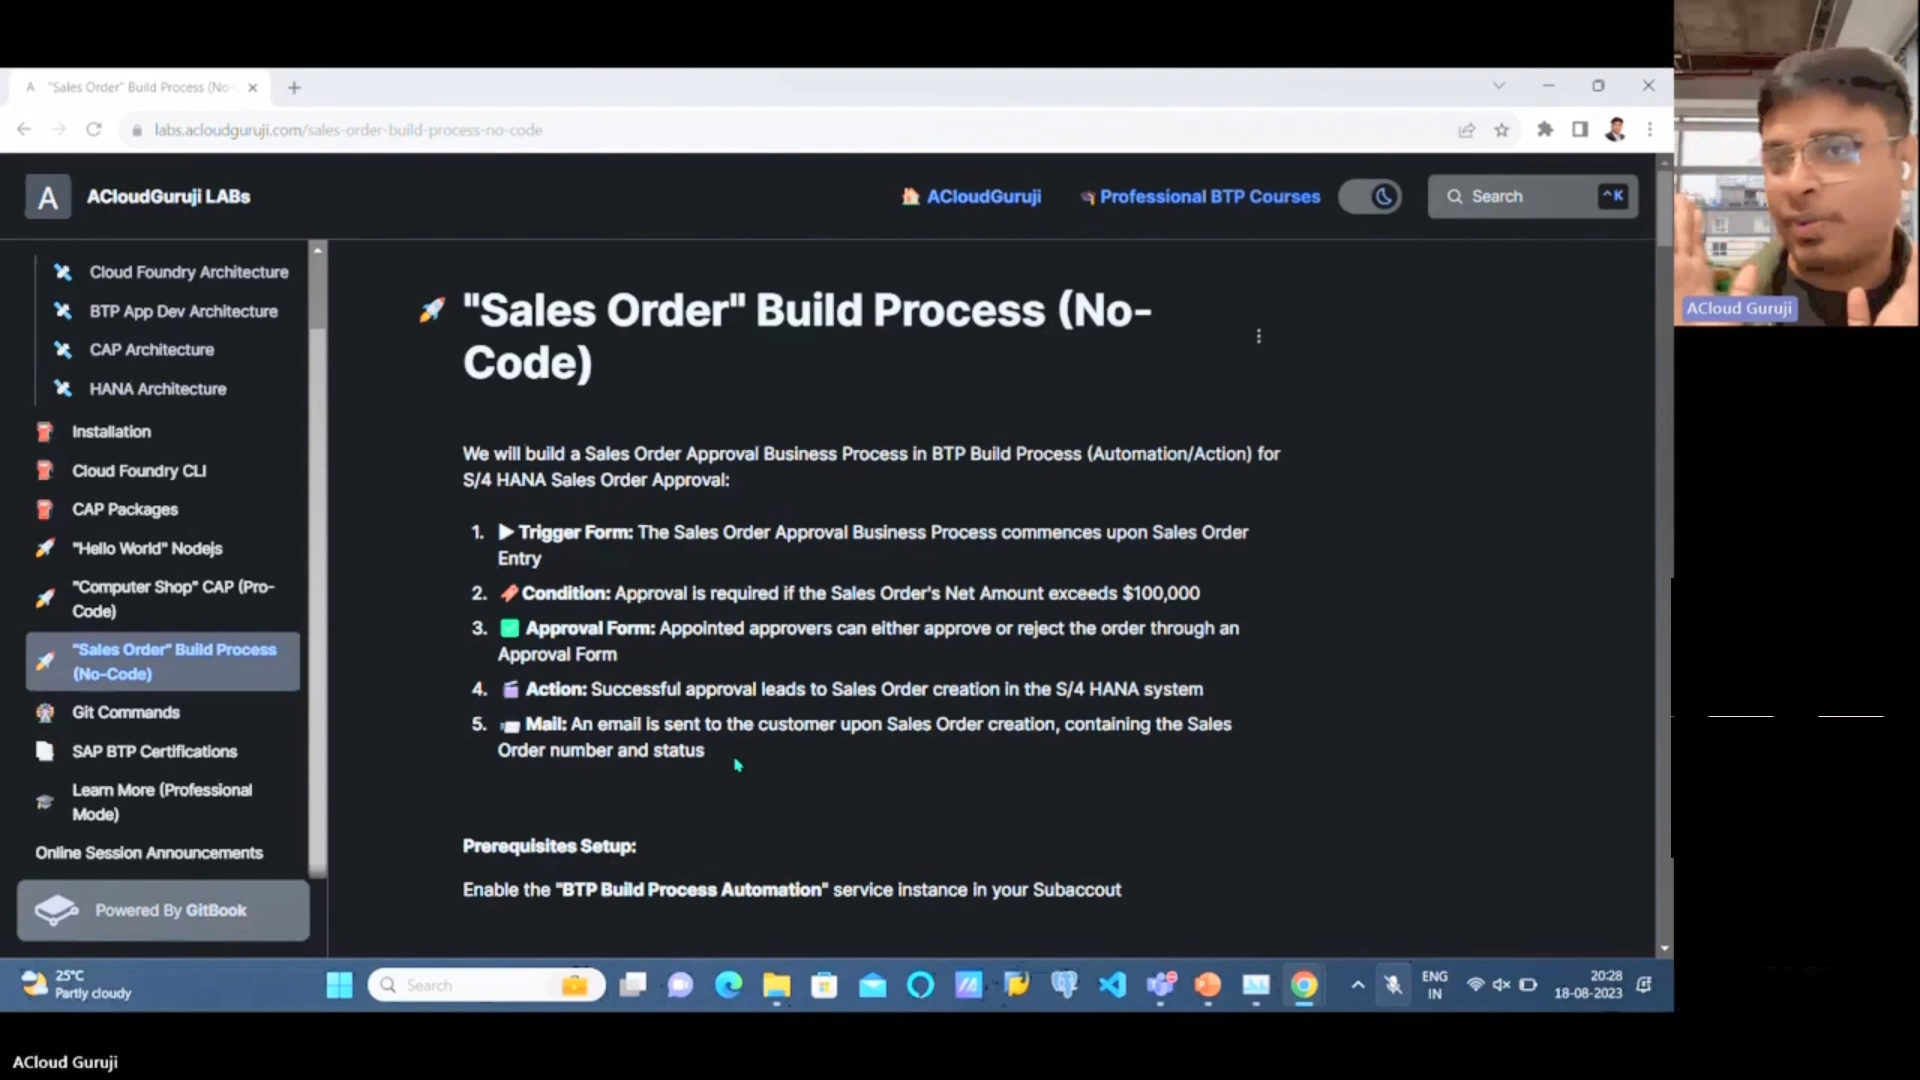 "Sales Order" Build Process (No-
labs.acloudguruji.com/sales-order-build-process-no-code
A ACloudGuruji LABs
ACloudGuruji
Professional BTP Courses
Search
^K
Cloud Foundry Architecture
BTP App Dev Architecture
CAP Architecture
HANA Architecture
Installation
Cloud Foundry CLI
CAP Packages
"Hello World" Nodejs
"Computer Shop" CAP (Pro-
Code)
"Sales Order" Build Process
(No-Code)
Git Commands
SAP BTP Certifications
Learn More (Professional
Mode)
Online Session Announcements
Powered By GitBook
"Sales Order" Build Process (No-
Code)
We will build a Sales Order Approval Business Process in BTP Build Process (Automation/Action) for
S/4 HANA Sales Order Approval:
1. Trigger Form: The Sales Order Approval Business Process commences upon Sales Order
Entry
2. Condition: Approval is required if the Sales Order's Net Amount exceeds $100,000
3. Approval Form: Appointed approvers can either approve or reject the order through an
Approval Form
4. Action: Successful approval leads to Sales Order creation in the S/4 HANA system
5. Mail: An email is sent to the customer upon Sales Order creation, containing the Sales
Order number and status
Prerequisites Setup:
Enable the "BTP Build Process Automation" service instance in your Subaccout
ACloud Guruji
25°C
Partly cloudy
Search
ENG
IN
20:28
18-08-2023
ACloud Guruji